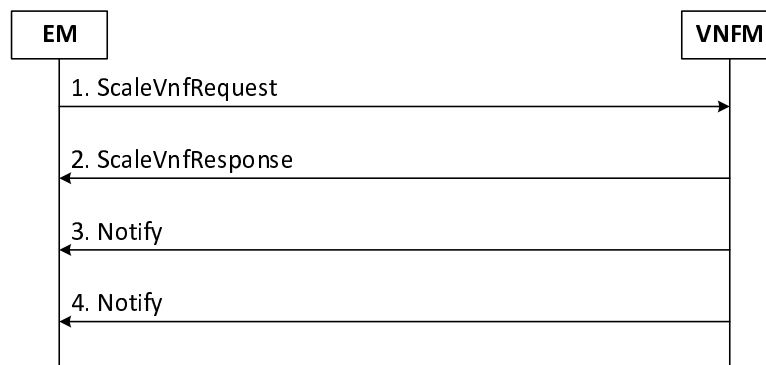 EM
VNFM
1. ScaleVnfRequest
2. ScaleVnfResponse
3. Notify
4. Notify